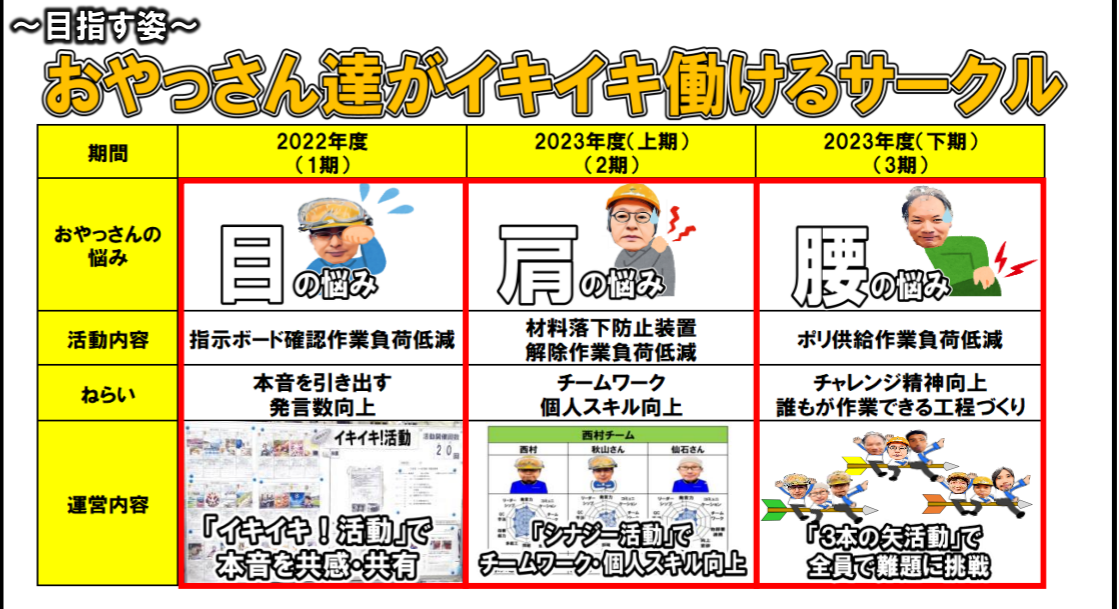 ～目指す姿～
おやっさん達がイキイキ働けるサークル
期間
2022年度
（1期）
2023年度（上期）
（2期）
2023年度（下期）
（3期）
おやっさんの
悩み
目の悩み
肩の悩み
腰の悩み
活動内容
指示ボード確認作業負荷低減
材料落下防止装置
解除作業負荷低減
ポリ供給作業負荷低減
ねらい
本音を引き出す
発言数向上
チームワーク
個人スキル向上
チャレンジ精神向上
誰もが作業できる工程づくり
運営内容
イキイキ!活動
活動開催回数
20回
「イキイキ！活動」で
本音を共感・共有
西村チーム
西村
秋山さん
仙石さん
「シナジー活動」で
チームワーク・個人スキル向上
「3本の矢活動」で
全員で難題に挑戦